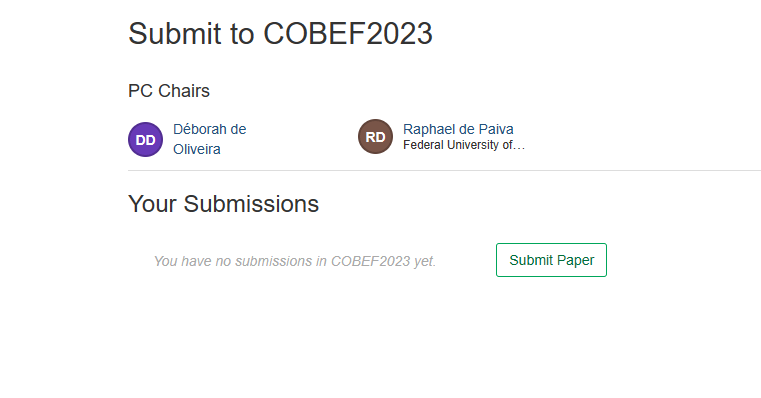 Submit to COBEF2023
PC Chairs
DD
Déborah de
Oliveira
RD
Raphael de Paiva
Federal University of…
Your Submissions
You have no submissions in COBEF2023 yet.
Submit Paper